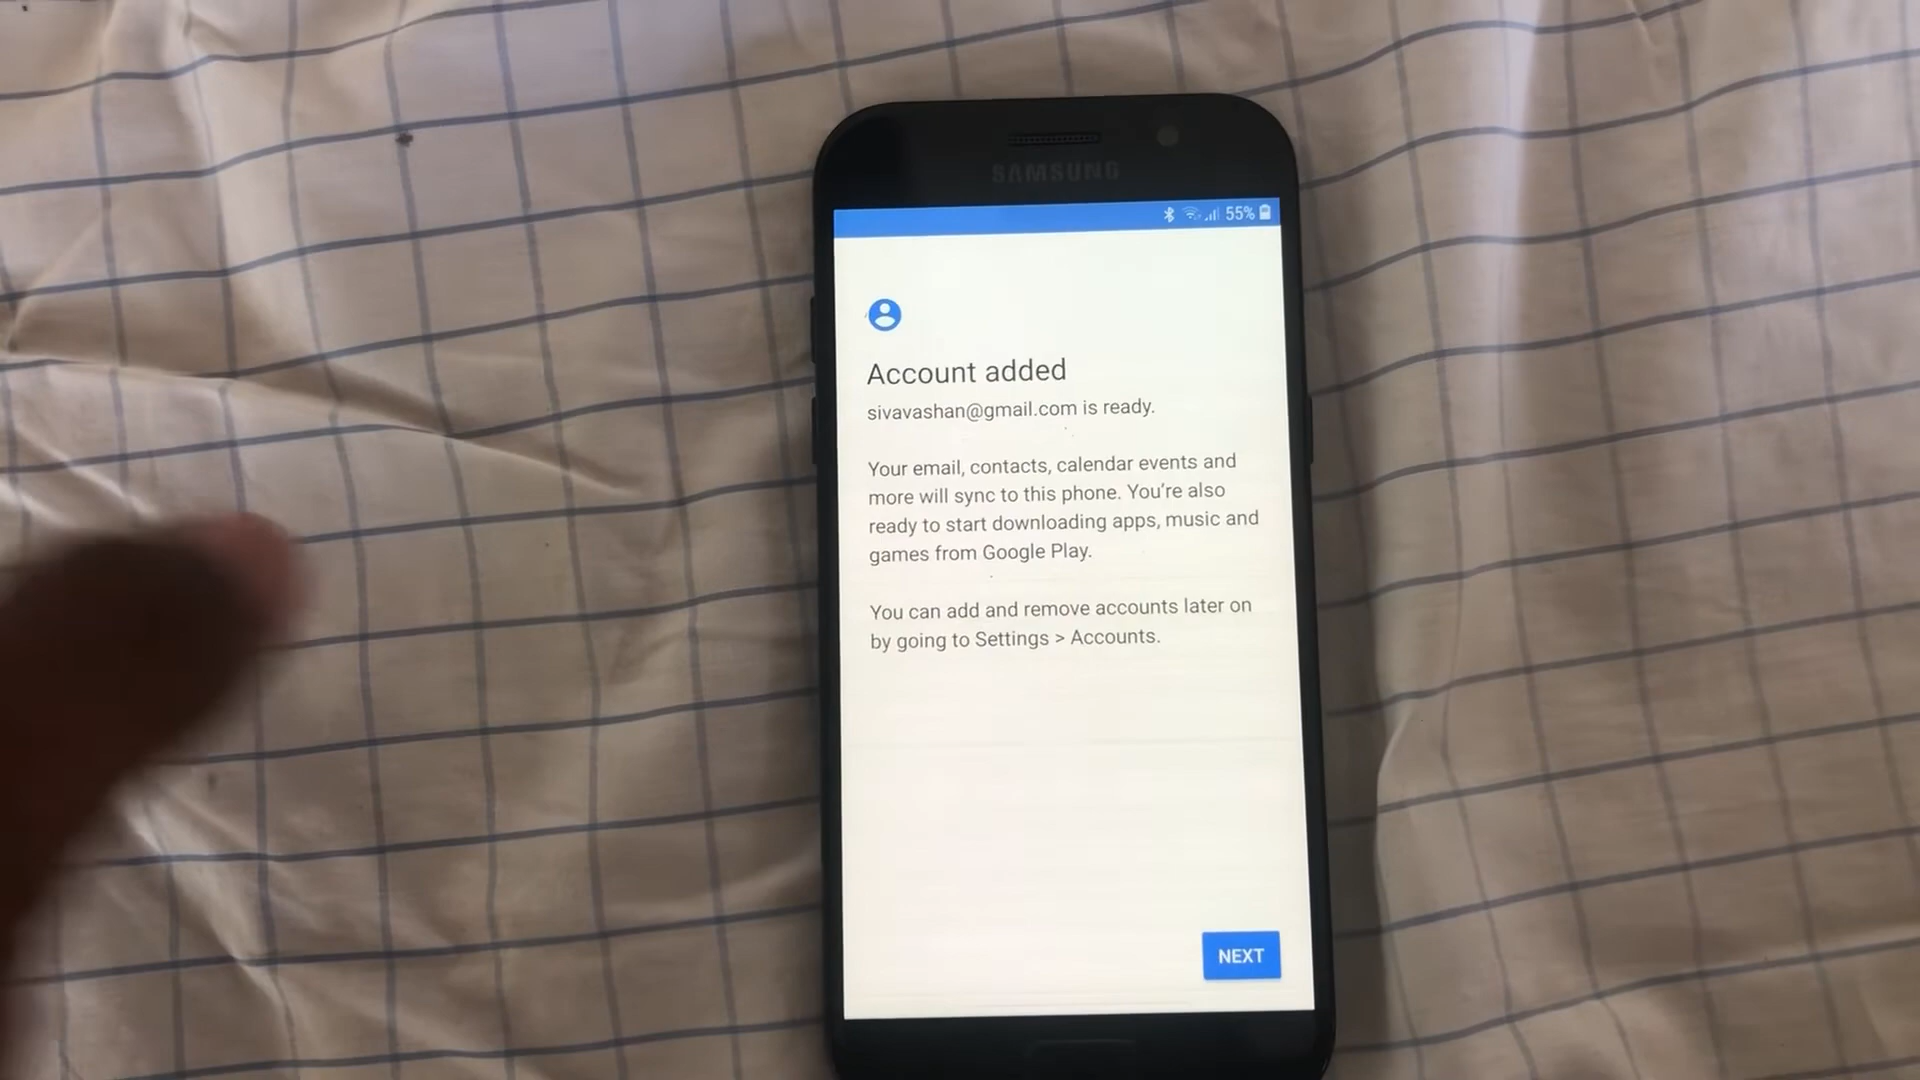 SAMSUNG
55%
Account added
sivavashan@gmail.com is ready.
Your email, contacts, calendar events and
more will sync to this phone. You're also
ready to start downloading apps, music and
games from Google Play.
You can add and remove accounts later on
by going to Settings > Accounts.
NEXT